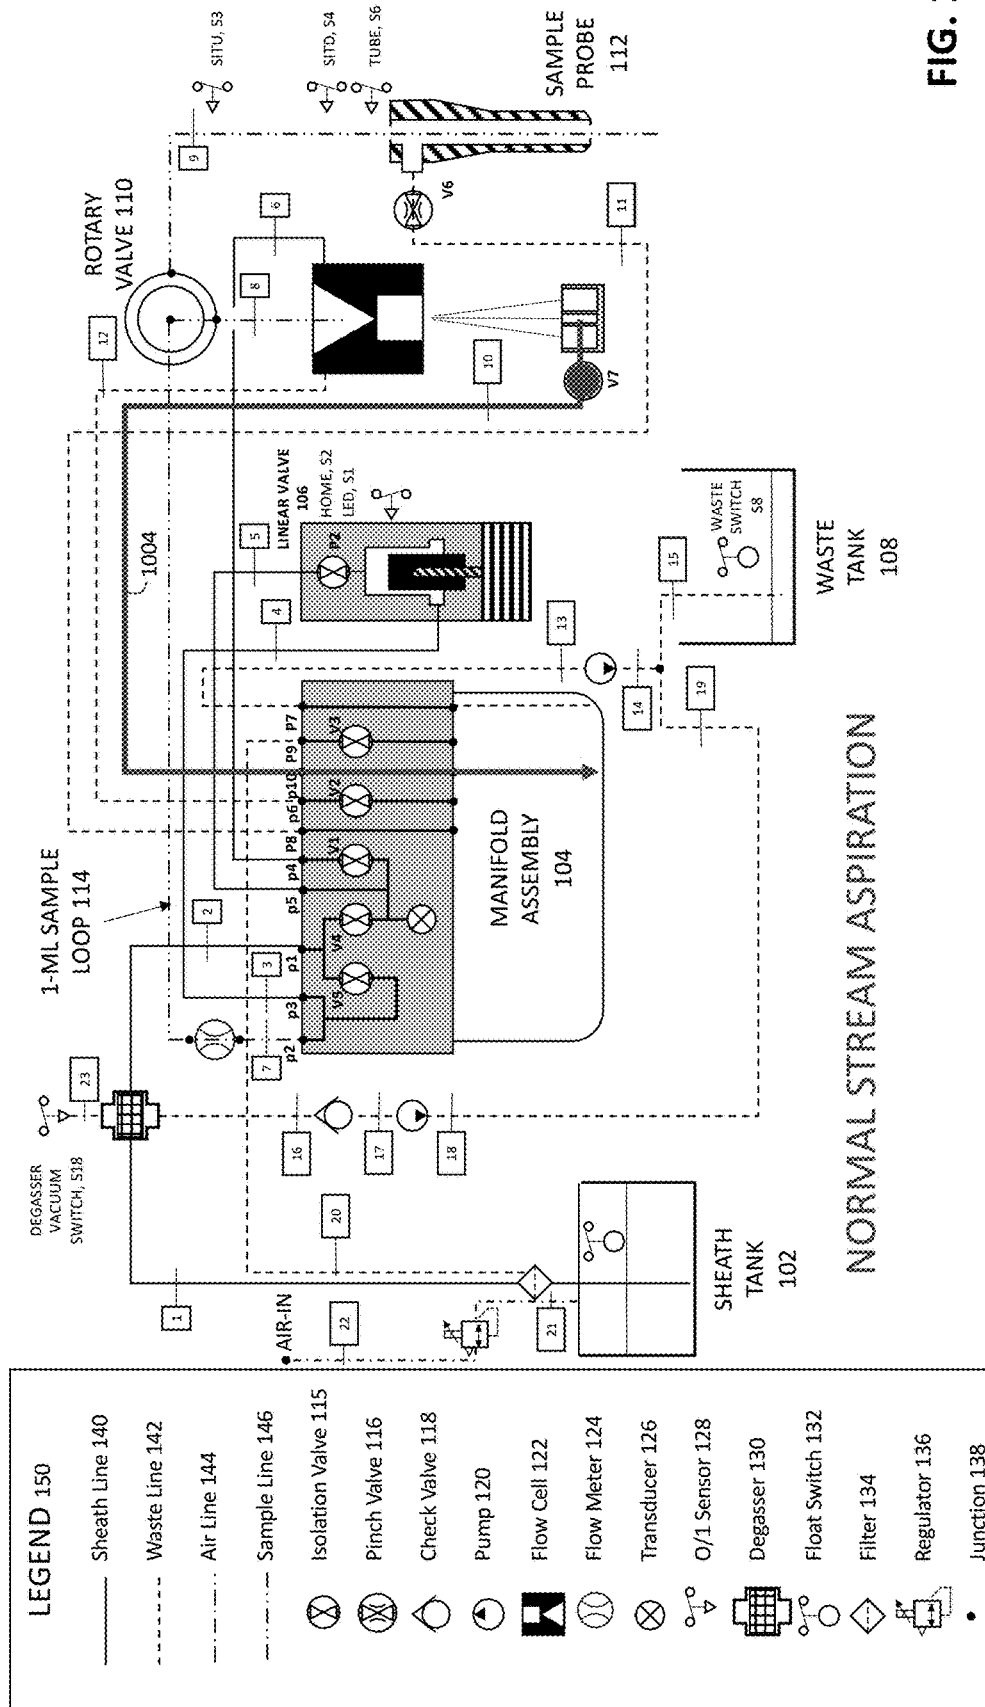 LEGEND 150
Sheath Line 140
Waste Line 142
Air Line 144
Sample Line 146
Isolation Valve 115
Pinch Valve 116
Check Valve 118
Pump 120
Flow Cell 122
Flow Meter 124
Transducer 126
O/1 Sensor 128
Degasser 130
Float Switch 132
Filter 134
Regulator 136
Junction 138
DEGASSER
VACUUM
SWITCH, S18
23
1
AIR-IN
22
20
21
SHEATH
TANK
102
16
17
18
1-ML SAMPLE
LOOP 114
2
3
7
p2
p3
p1
p5
p4
P8
p6
p10
P9
P7
V5
V4
V1
V2
V3
MANIFOLD
ASSEMBLY
104
1004
4
5
LINEAR VALVE
106
HOME, S2
LED, S1
P2
13
14
15
19
WASTE
SWITCH
S8
WASTE
TANK
108
ROTARY
VALVE 110
12
6
8
9
10
11
V7
V6
SITU, S3
SITD, S4
TUBE, S6
SAMPLE
PROBE
112
NORMAL STREAM ASPIRATION
FIG.